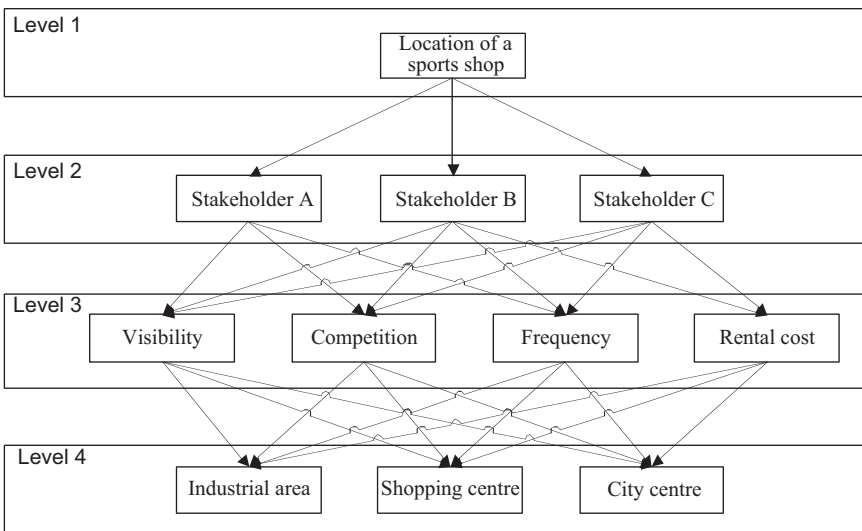 Level 1
Location of a
sports shop
Level 2
Stakeholder A
Stakeholder B
Stakeholder C
Level 3
Visibility
Competition
Frequency
Rental cost
Level 4
Industrial area
Shopping centre
City centre